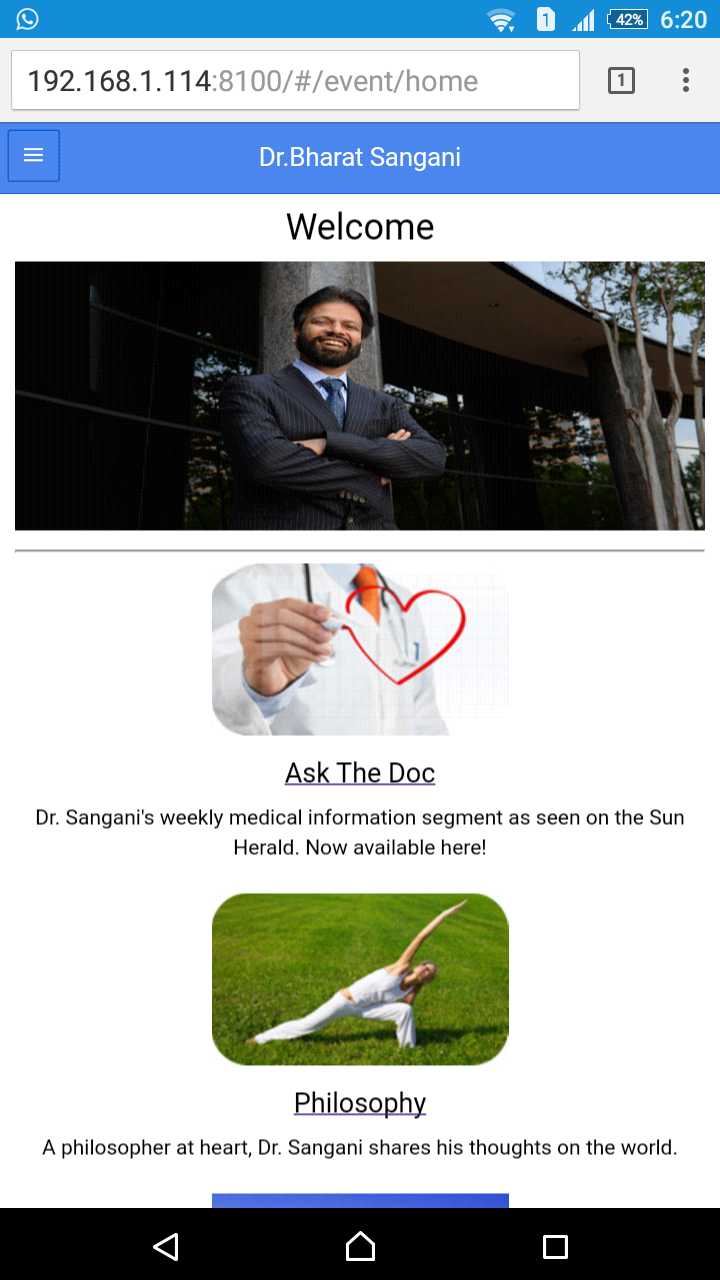 1
42%
6:20
192.168.1.114:8100/#/event/home
1
Dr.Bharat Sangani
Welcome
Ask The Doc
Dr. Sangani's weekly medical information segment as seen on the Sun
Herald. Now available here!
Philosophy
A philosopher at heart, Dr. Sangani shares his thoughts on the world.